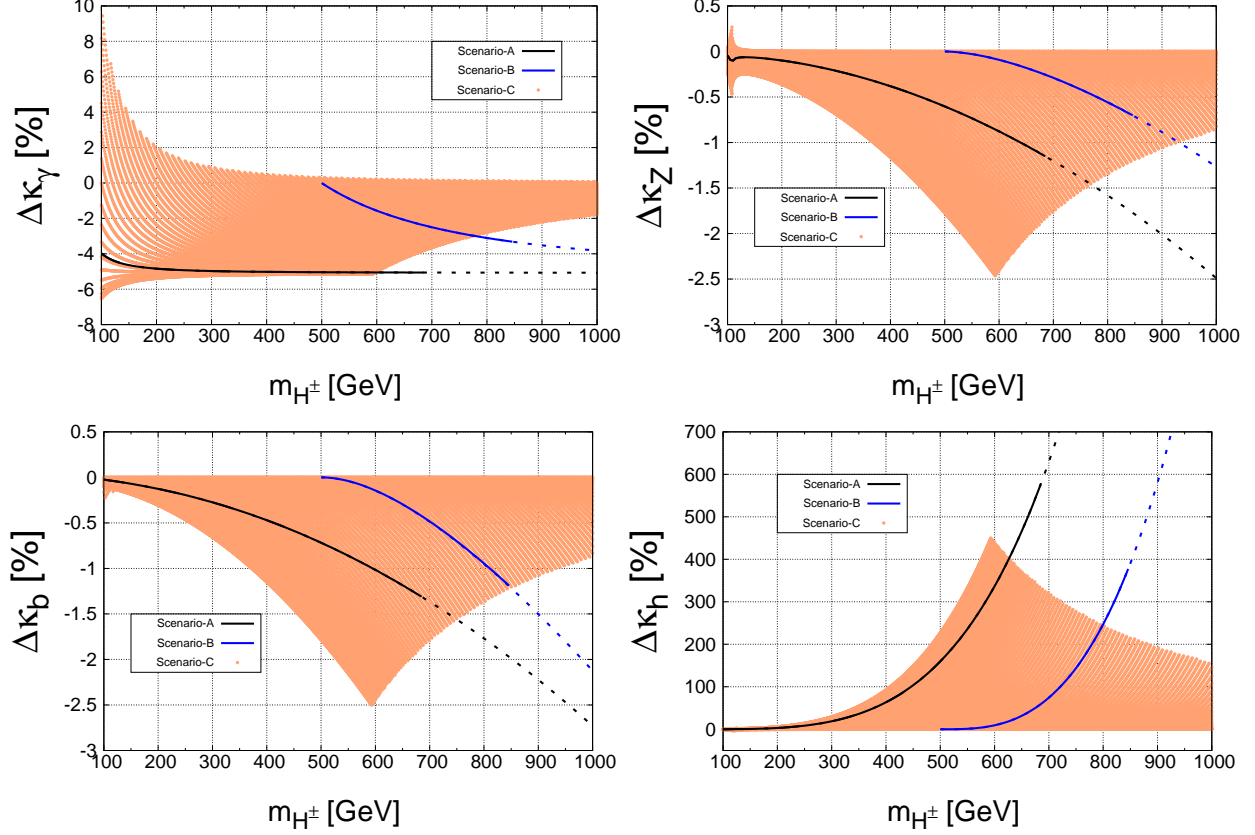 10
8
6
4
2
0
-2
-4
-6
-8
100 200 300 400 500 600 700 800 900 1000
Δκγ [%]
mH± [GeV]
Scenario-A
Scenario-B
Scenario-C
0.5
0
-0.5
-1
-1.5
-2
-2.5
-3
100 200 300 400 500 600 700 800 900 1000
ΔκZ [%]
mH± [GeV]
Scenario-A
Scenario-B
Scenario-C
0.5
0
-0.5
-1
-1.5
-2
-2.5
-3
100 200 300 400 500 600 700 800 900 1000
Δκb [%]
mH± [GeV]
Scenario-A
Scenario-B
Scenario-C
700
600
500
400
300
200
100
0
100 200 300 400 500 600 700 800 900 1000
Δκh [%]
mH± [GeV]
Scenario-A
Scenario-B
Scenario-C